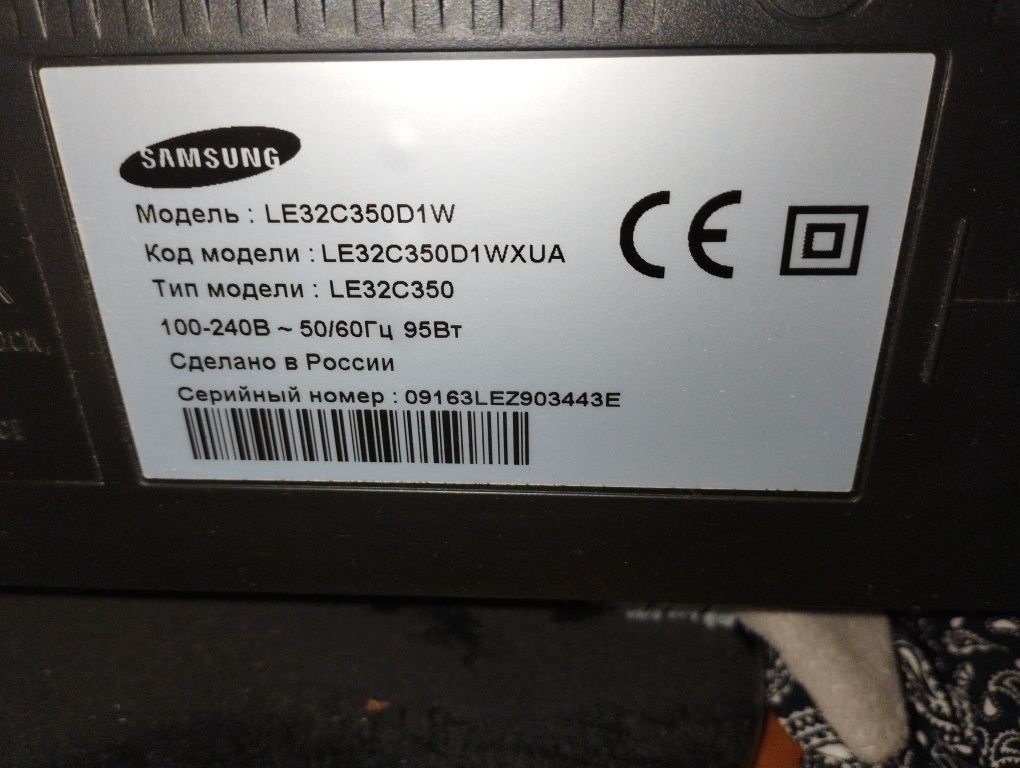 SAMSUNG
Модель : LE32C350D1W
Код модели : LE32C350D1WXUA
Тип модели : LE32C350
100-240В ~ 50/60Гц 95Вт
Сделано в России
Серийный номер : 09163LEZ903443E
CE